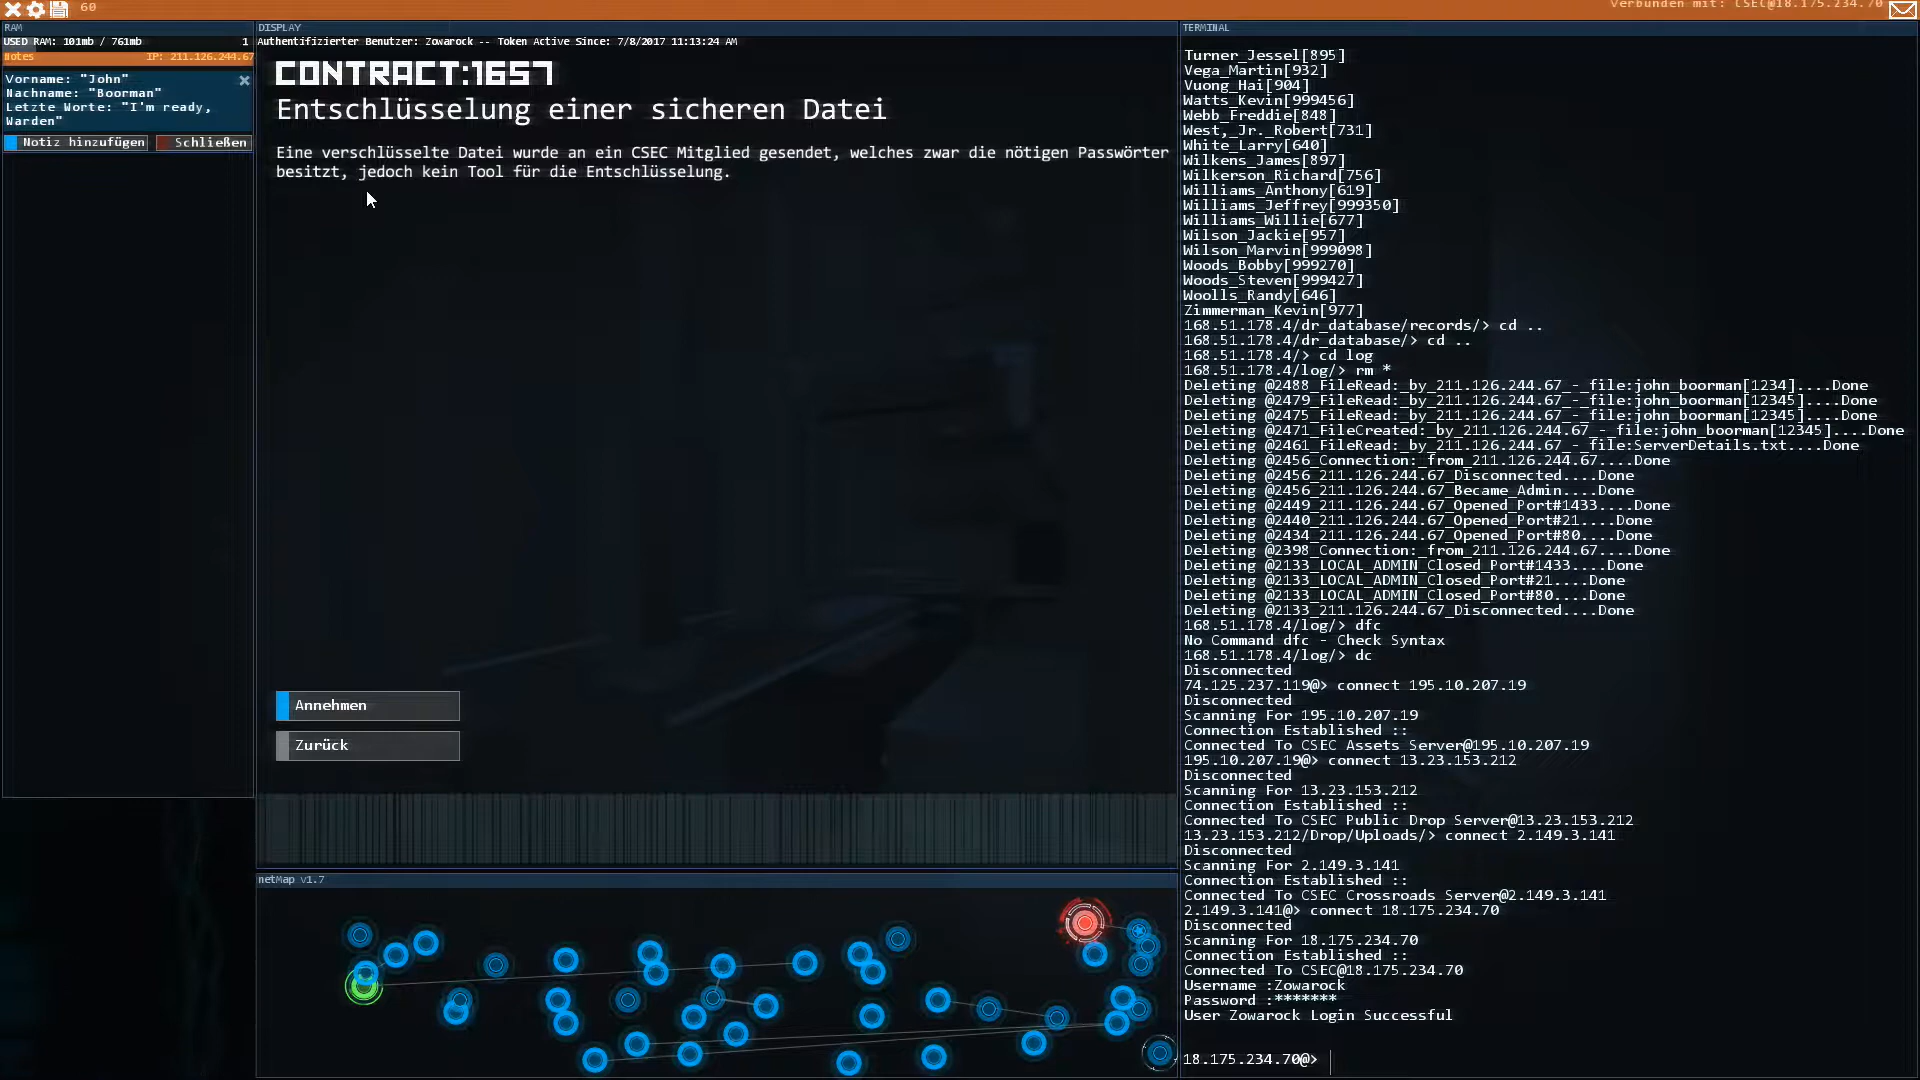 60
Verbunden mit: CSEC@18.175.234.70
RAM
USED RAM: 101mb / 761mb
1
Notes
IP: 211.126.244.67
Vorname: "John"
Nachname: "Boorman"
Letzte Worte: "I'm ready,
Warden"
Notiz hinzufügen
Schließen
DISPLAY
Authentifizierter Benutzer: Zowarock -- Token Active Since: 7/8/2017 11:13:24 AM
CONTRACT:1657
Entschlüsselung einer sicheren Datei
Eine verschlüsselte Datei wurde an ein CSEC Mitglied gesendet, welches zwar die nötigen Passwörter
besitzt, jedoch kein Tool für die Entschlüsselung.
Annehmen
Zurück
netMap v1.7
TERMINAL
Turner_Jessel[895]
Vega_Martin[932]
Vuong_Hai[904]
Watts_Kevin[999456]
Webb_Freddie[848]
West,_Jr._Robert[731]
White_Larry[640]
Wilkens_James[897]
Wilkerson_Richard[756]
Williams_Anthony[619]
Williams_Jeffrey[999350]
Williams_Willie[677]
Wilson_Jackie[957]
Wilson_Marvin[999098]
Woods_Bobby[999270]
Woods_Steven[999427]
Woolls_Randy[646]
Zimmerman_Kevin[977]
168.51.178.4/dr_database/records/> cd ..
168.51.178.4/dr_database/> cd ..
168.51.178.4/> cd log
168.51.178.4/log/> rm *
Deleting @2488_FileRead:_by_211.126.244.67_-_file:john_boorman[1234]....Done
Deleting @2479_FileRead:_by_211.126.244.67_-_file:john_boorman[12345]....Done
Deleting @2475_FileRead:_by_211.126.244.67_-_file:john_boorman[12345]....Done
Deleting @2471_FileCreated:_by_211.126.244.67_-_file:john_boorman[12345]....Done
Deleting @2461_FileRead:_by_211.126.244.67_-_file:ServerDetails.txt....Done
Deleting @2456_Connection:_from_211.126.244.67....Done
Deleting @2456_211.126.244.67_Disconnected....Done
Deleting @2456_211.126.244.67_Became_Admin....Done
Deleting @2449_211.126.244.67_Opened_Port#1433....Done
Deleting @2440_211.126.244.67_Opened_Port#21....Done
Deleting @2434_211.126.244.67_Opened_Port#80....Done
Deleting @2398_Connection:_from_211.126.244.67....Done
Deleting @2133_LOCAL_ADMIN_Closed_Port#1433....Done
Deleting @2133_LOCAL_ADMIN_Closed_Port#21....Done
Deleting @2133_LOCAL_ADMIN_Closed_Port#80....Done
Deleting @2133_211.126.244.67_Disconnected....Done
168.51.178.4/log/> dfc
No Command dfc - Check Syntax
168.51.178.4/log/> dc
Disconnected
74.125.237.119@> connect 195.10.207.19
Disconnected
Scanning For 195.10.207.19
Connection Established ::
Connected To CSEC Assets Server@195.10.207.19
195.10.207.19@> connect 13.23.153.212
Disconnected
Scanning For 13.23.153.212
Connection Established ::
Connected To CSEC Public Drop Server@13.23.153.212
13.23.153.212/Drop/Uploads/> connect 2.149.3.141
Disconnected
Scanning For 2.149.3.141
Connection Established ::
Connected To CSEC Crossroads Server@2.149.3.141
2.149.3.141@> connect 18.175.234.70
Disconnected
Scanning For 18.175.234.70
Connection Established ::
Connected To CSEC@18.175.234.70
Username :Zowarock
Password :*******
User Zowarock Login Successful
18.175.234.70@>